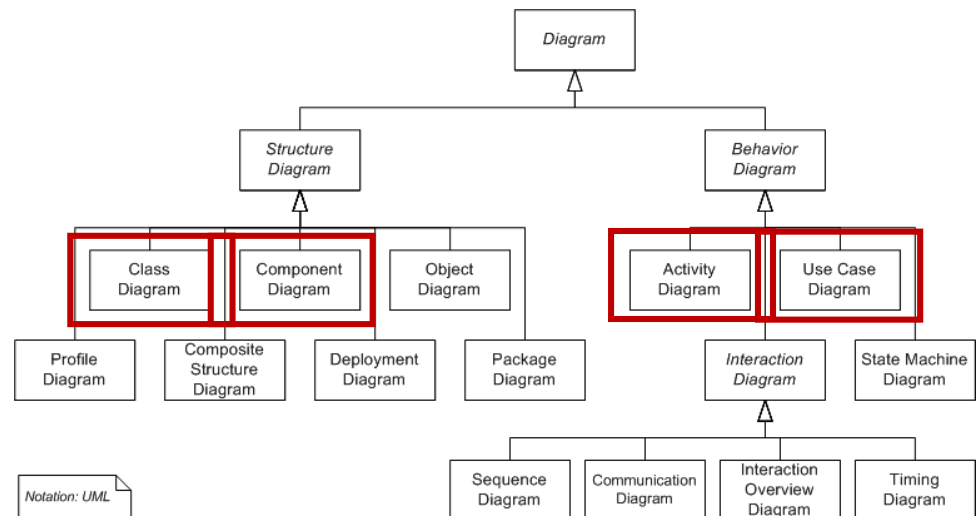 Diagram
Structure
Diagram
Behavior
Diagram
Class
Diagram
Component
Diagram
Object
Diagram
Activity
Diagram
Use Case
Diagram
Profile
Diagram
Composite
Structure
Diagram
Deployment
Diagram
Package
Diagram
Interaction
Diagram
State Machine
Diagram
Sequence
Diagram
Communication
Diagram
Interaction
Overview
Diagram
Timing
Diagram
Notation: UML